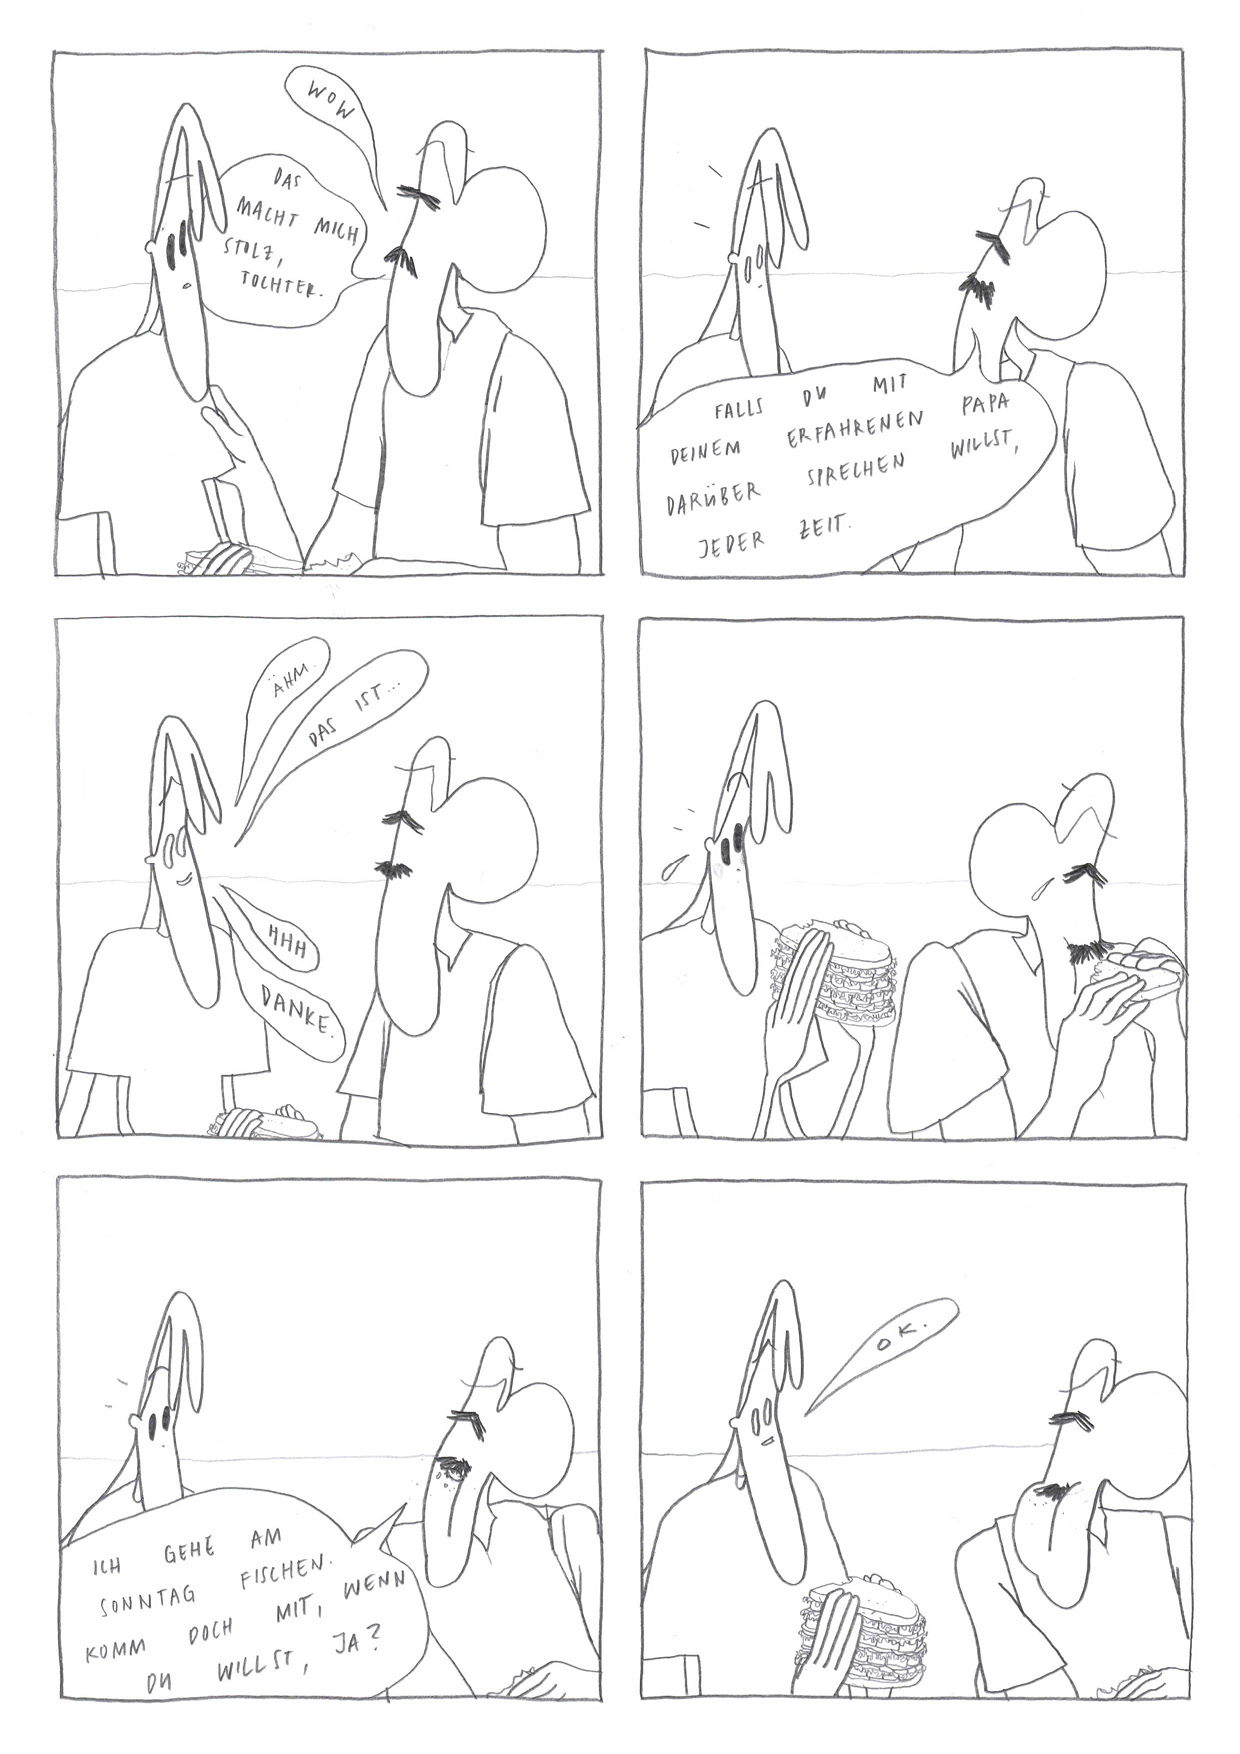 WOW
DAS
MACHT MICH
STOLZ,
TOCHTER.
FALLS DU MIT
DEINEM ERFAHRENEN PAPA
DARÜBER SPRECHEN WILLST,
JEDER ZEIT.
ÄHM.
DAS IST...
HHH
DANKE.
ICH GEHE AM
SONNTAG FISCHEN.
KOMM DOCH MIT, WENN
DU WILLST, JA?
OK.